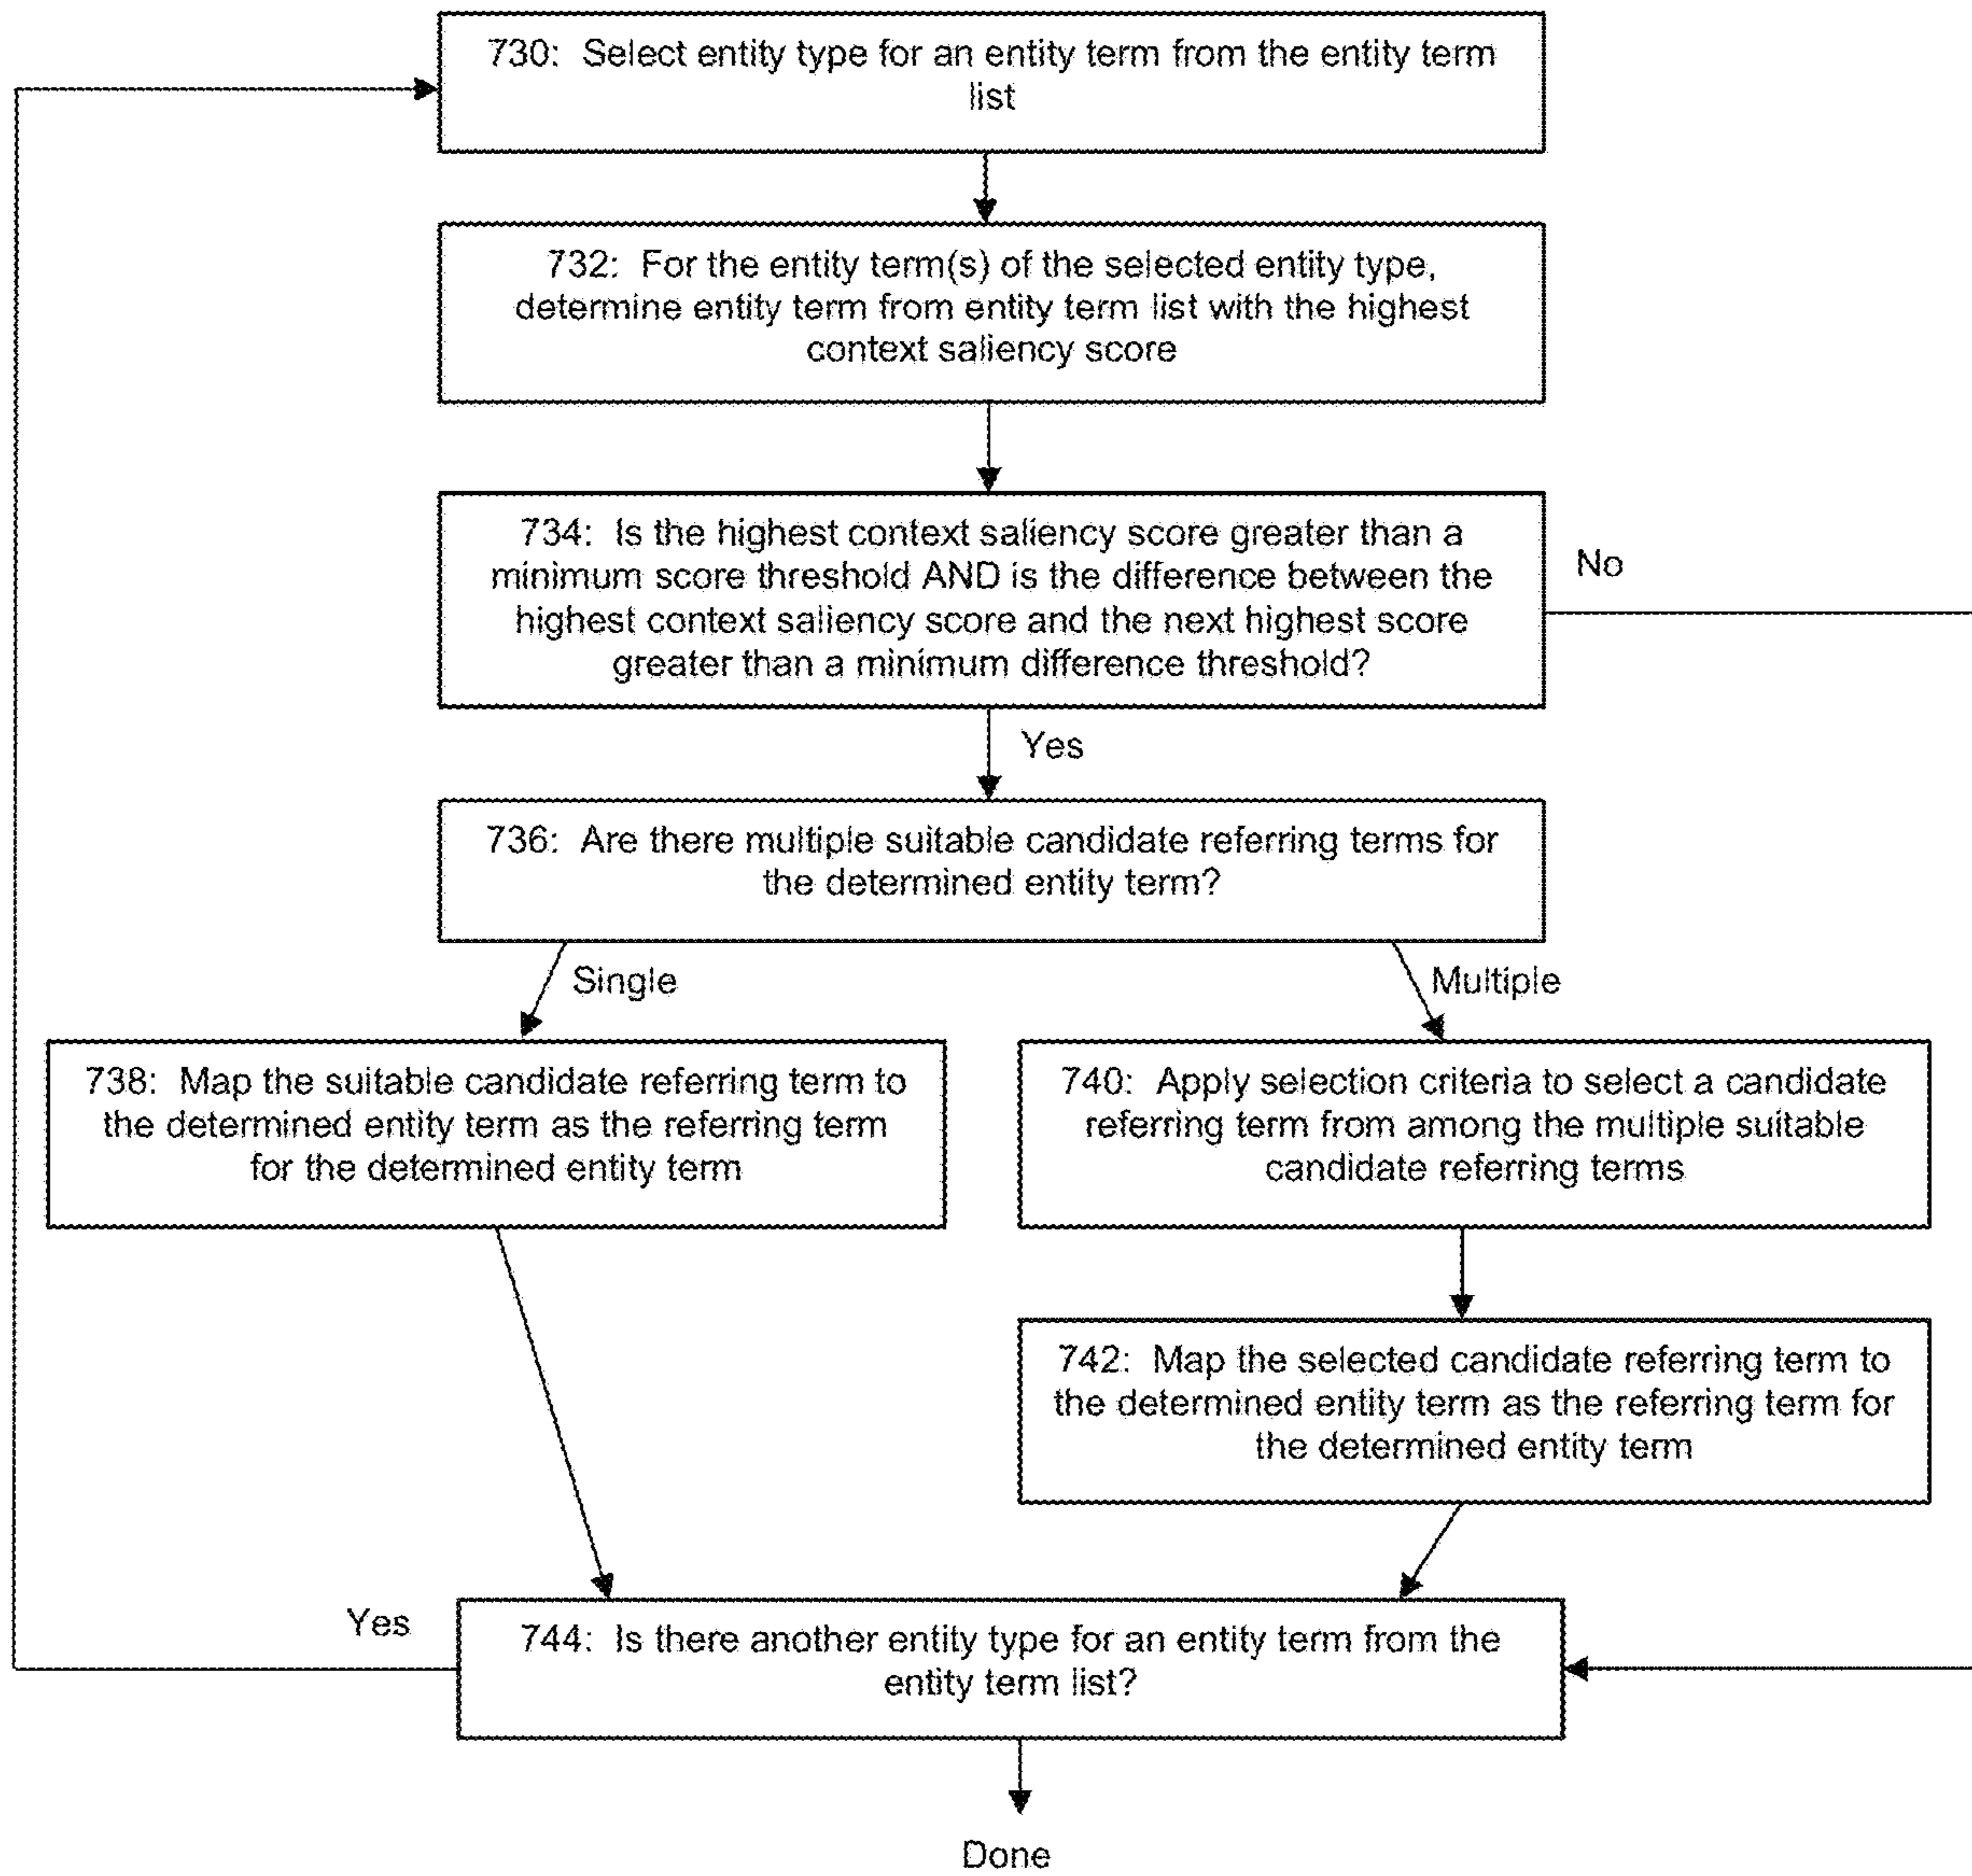 730: Select entity type for an entity term from the entity term
list
732: For the entity term(s) of the selected entity type,
determine entity term from entity term list with the highest
context saliency score
734: Is the highest context saliency score greater than a
minimum score threshold AND is the difference between the
highest context saliency score and the next highest score
greater than a minimum difference threshold?
No
Yes
736: Are there multiple suitable candidate referring terms for
the determined entity term?
Single
Multiple
738: Map the suitable candidate referring term to
the determined entity term as the referring term
for the determined entity term
740: Apply selection criteria to select a candidate
referring term from among the multiple suitable
candidate referring terms
742: Map the selected candidate referring term to
the determined entity term as the referring term for
the determined entity term
Yes
744: Is there another entity type for an entity term from the
entity term list?
Done